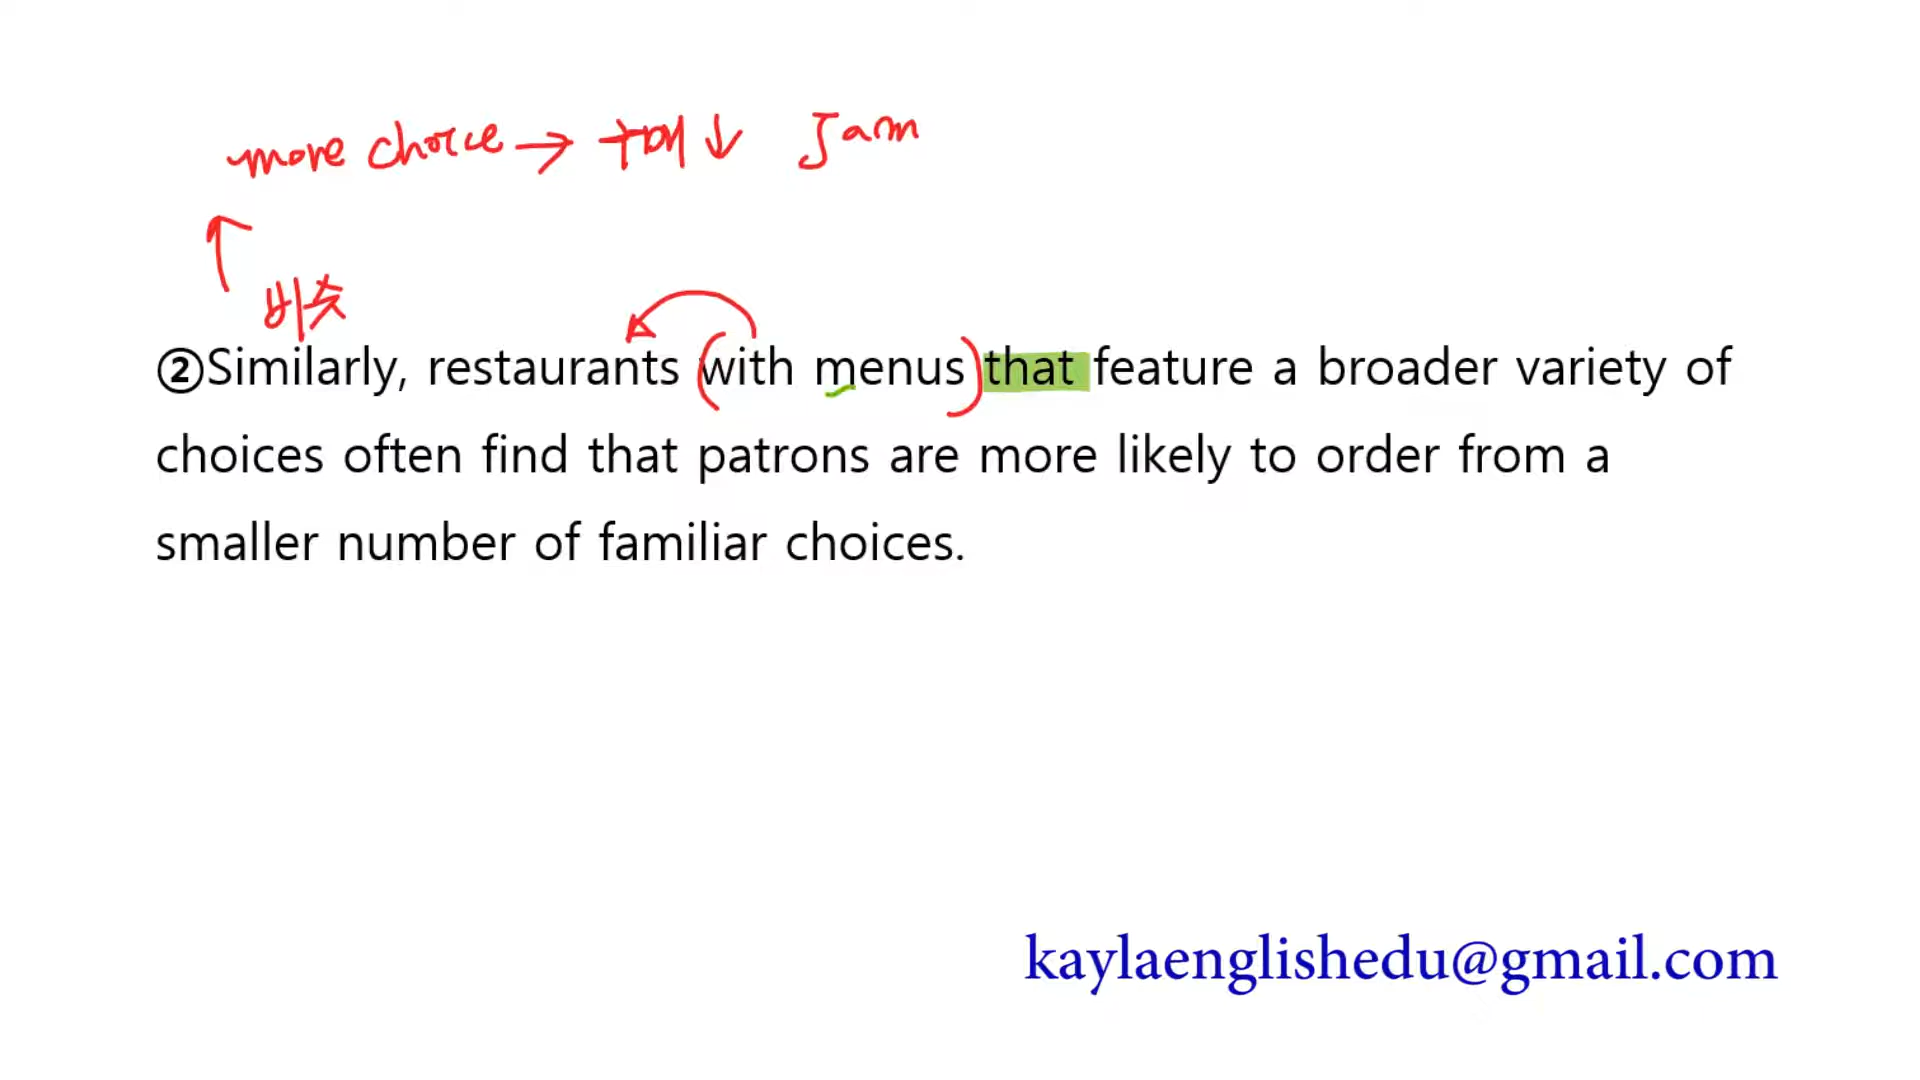 more choice → 구매↓ Jam
비슷
②Similarly, restaurants (with menus) that feature a broader variety of
choices often find that patrons are more likely to order from a
smaller number of familiar choices.
kaylaenglishedu@gmail.com